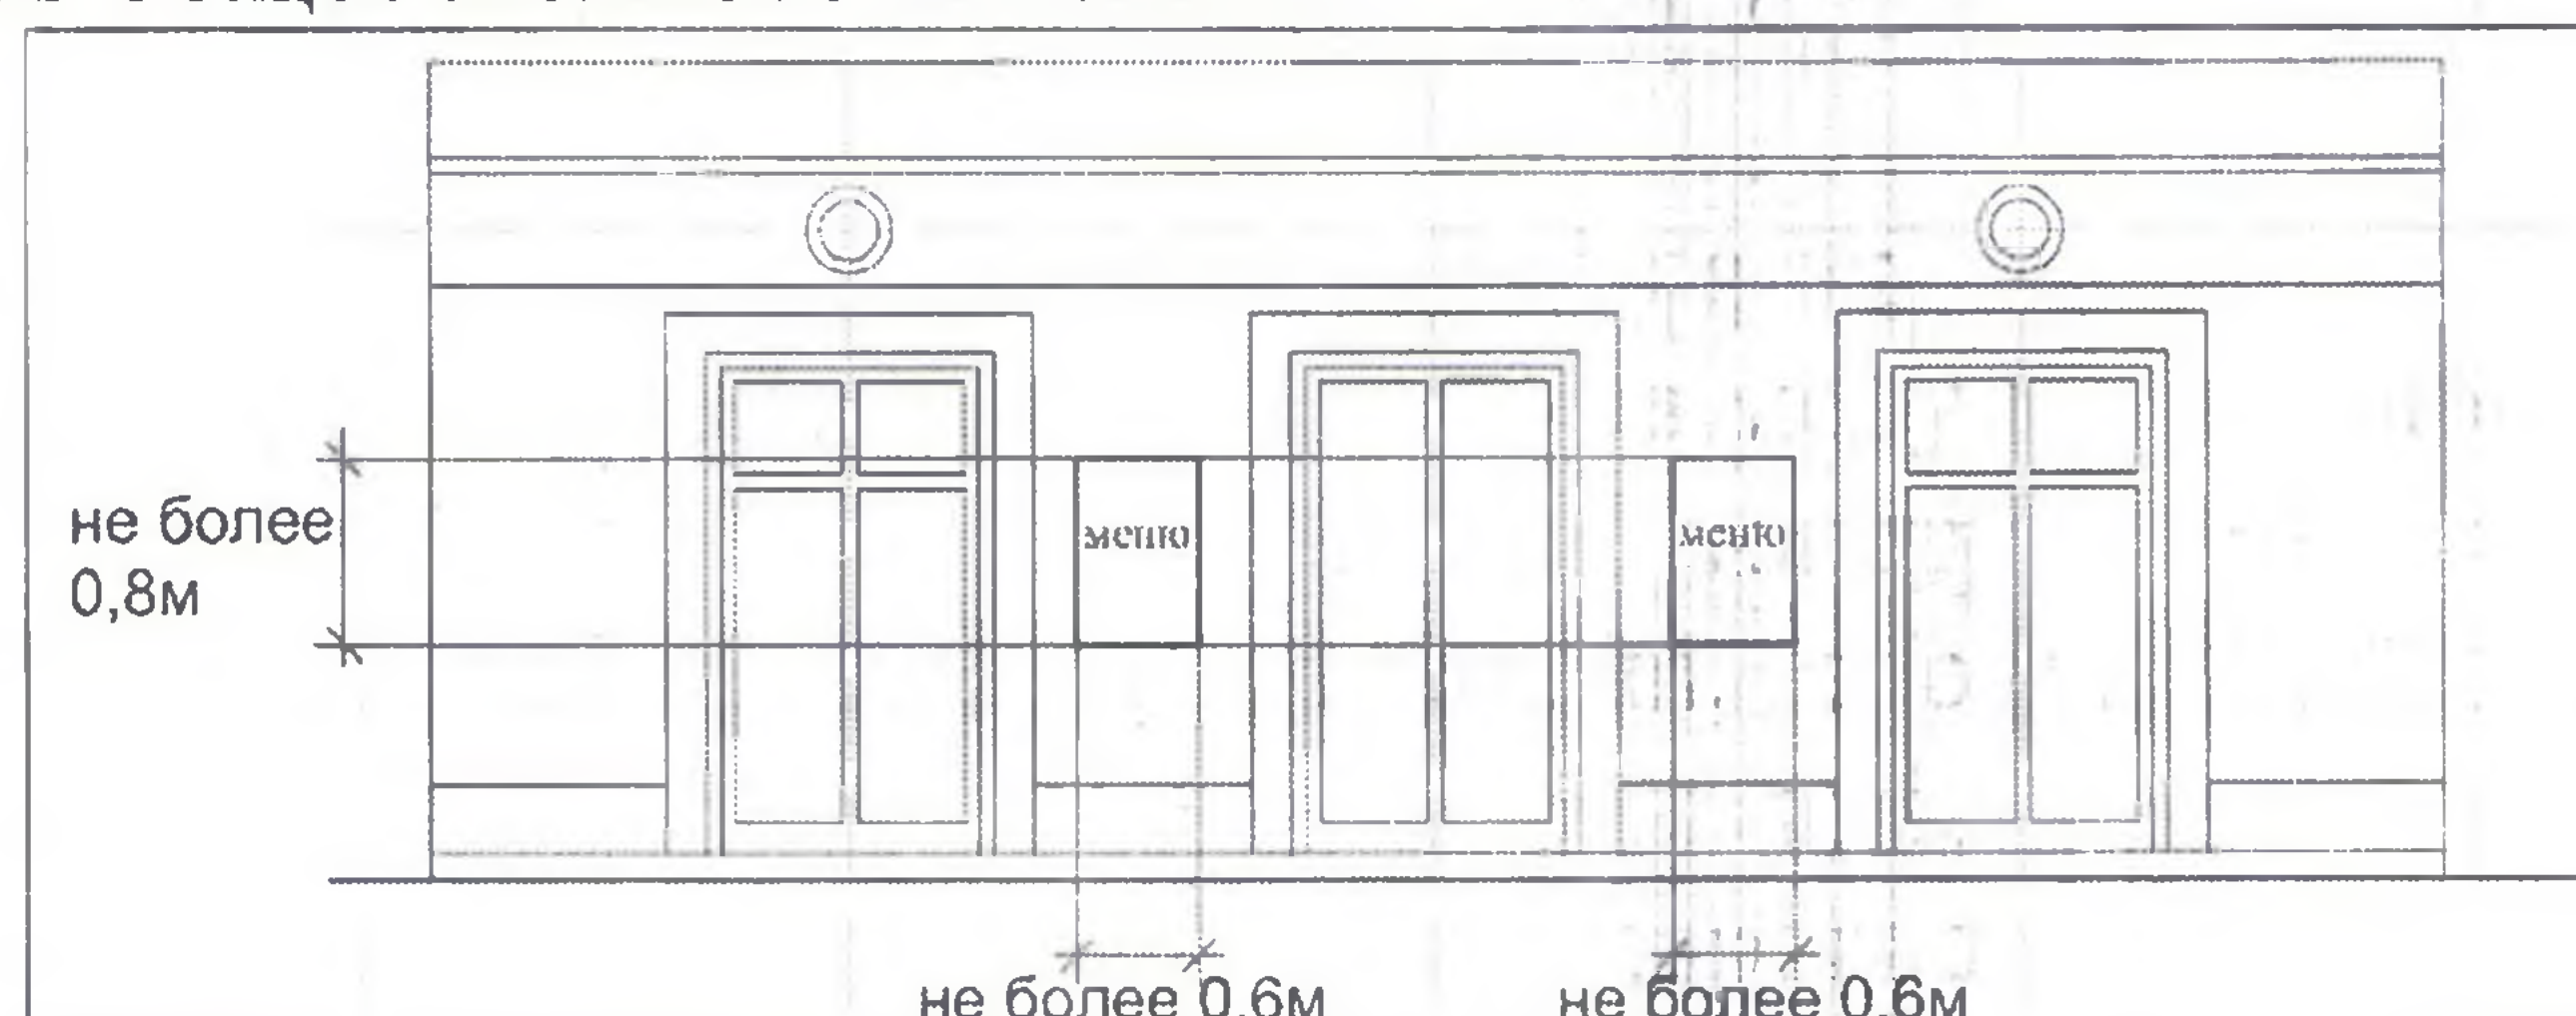 не более
0,8м
меню
меню
не более 0,6м
не более 0,6м